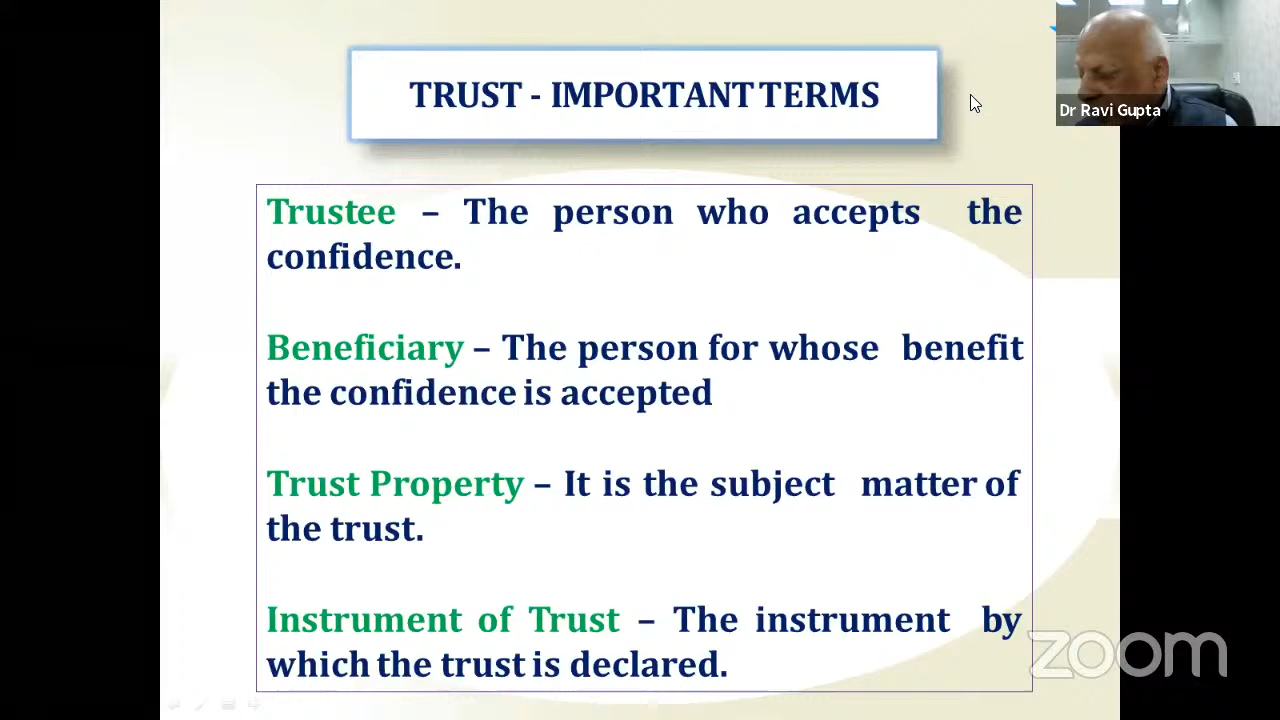 TRUST - IMPORTANT TERMS
Dr Ravi Gupta
Trustee – The person who accepts the
confidence.
Beneficiary – The person for whose benefit
the confidence is accepted
Trust Property – It is the subject matter of
the trust.
Instrument of Trust – The instrument by
which the trust is declared.
zoom